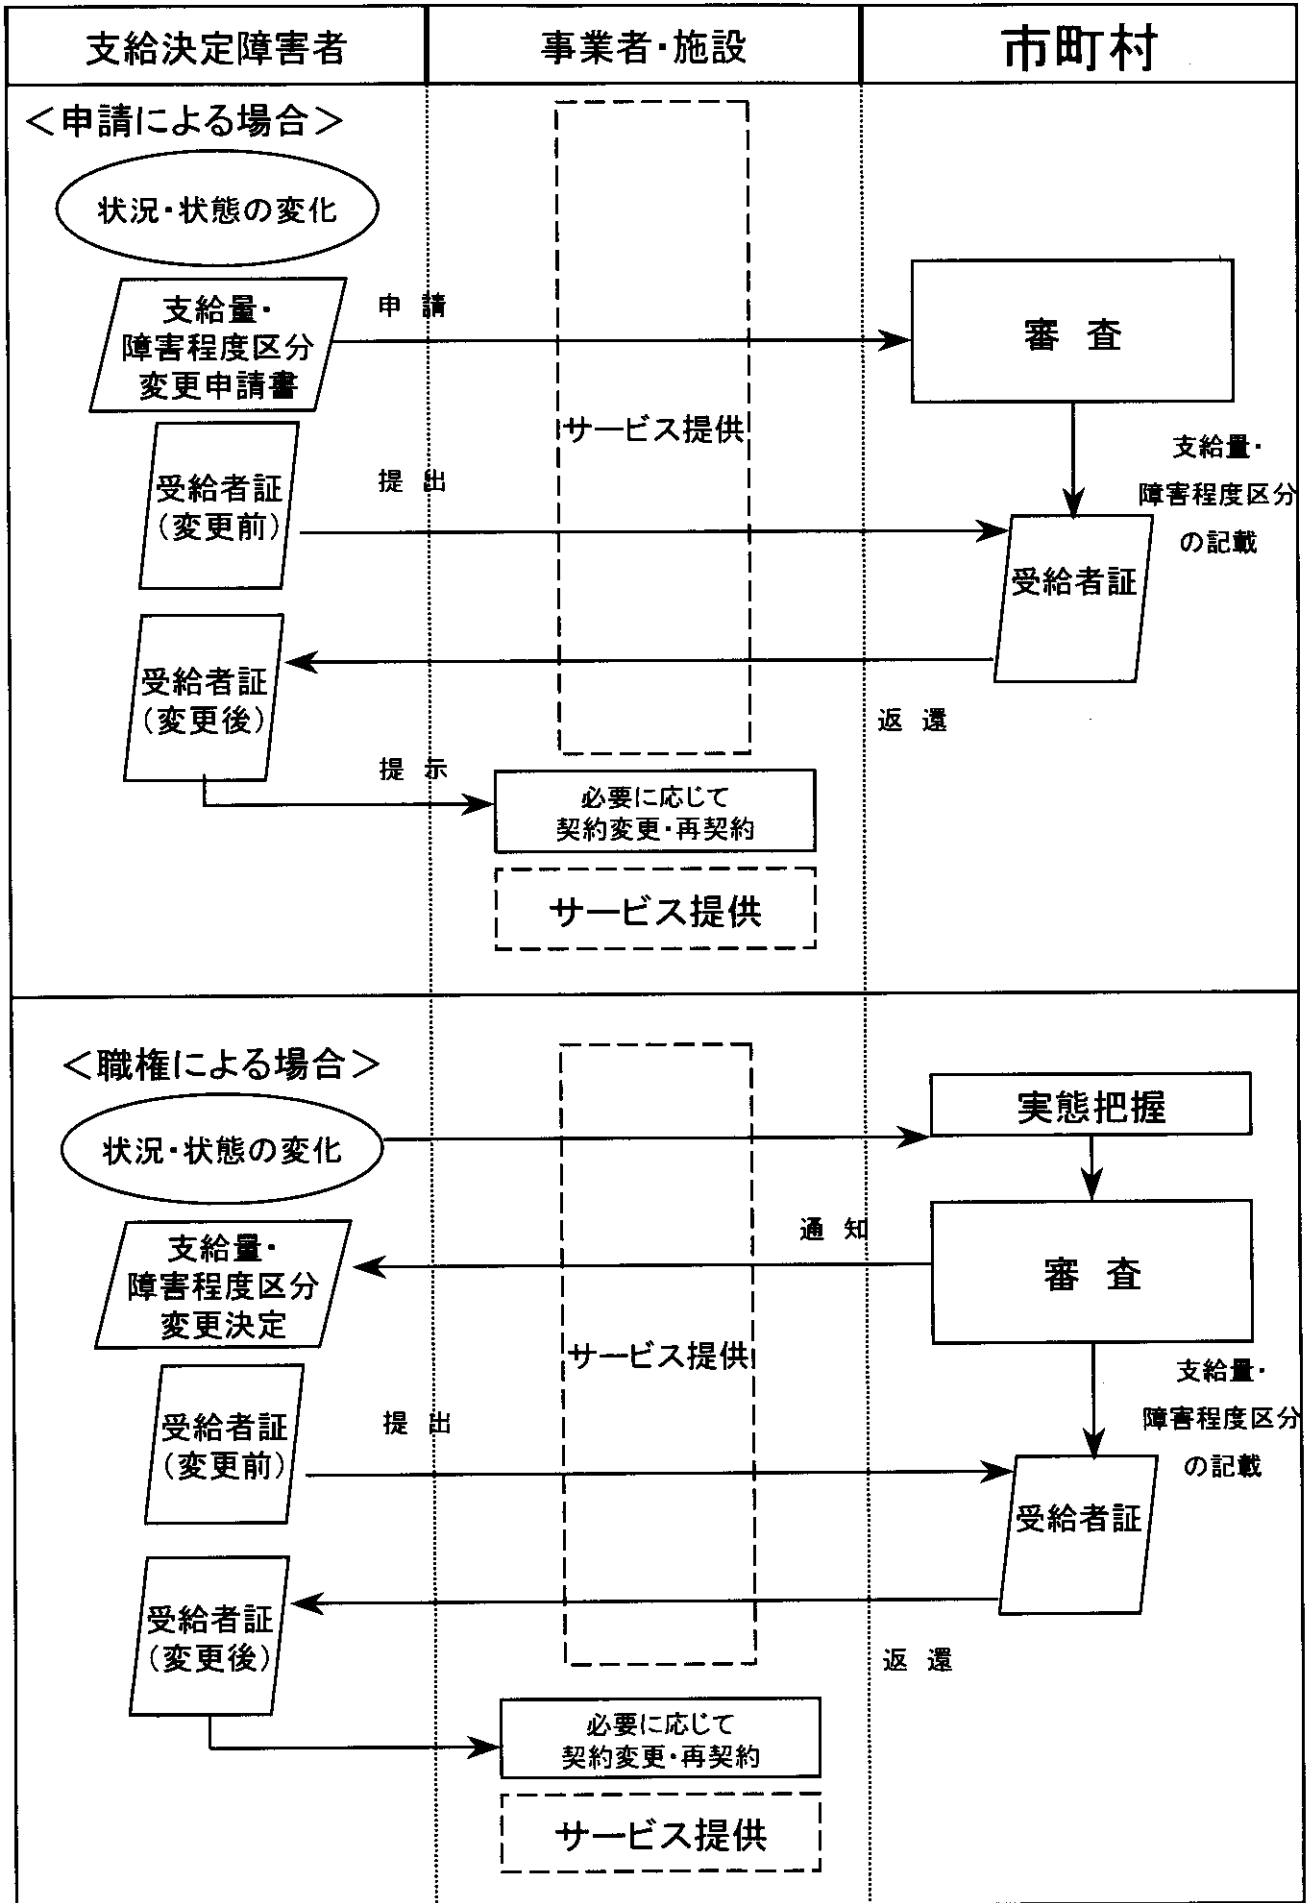 支給決定障害者
事業者・施設
市町村
＜申請による場合＞
状況・状態の変化
支給量・
障害程度区分
変更申請書
申請
審査
サービス提供
支給量・
障害程度区分
の記載
受給者証
（変更前）
提出
受給者証
受給者証
（変更後）
返還
提示
必要に応じて
契約変更・再契約
サービス提供
＜職権による場合＞
状況・状態の変化
実態把握
通知
審査
支給量・
障害程度区分
変更決定
サービス提供
支給量・
障害程度区分
の記載
受給者証
（変更前）
提出
受給者証
受給者証
（変更後）
返還
必要に応じて
契約変更・再契約
サービス提供